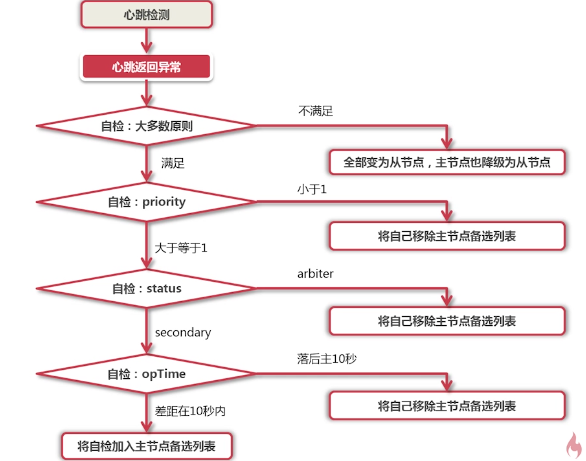 心跳检测
心跳返回异常
自检：大多数原则
不满足
全部变为从节点，主节点也降级为从节点
满足
自检：priority
小于1
将自己移除主节点备选列表
大于等于1
自检：status
arbiter
将自己移除主节点备选列表
secondary
自检：opTime
落后主10秒
将自己移除主节点备选列表
差距在10秒内
将自检加入主节点备选列表